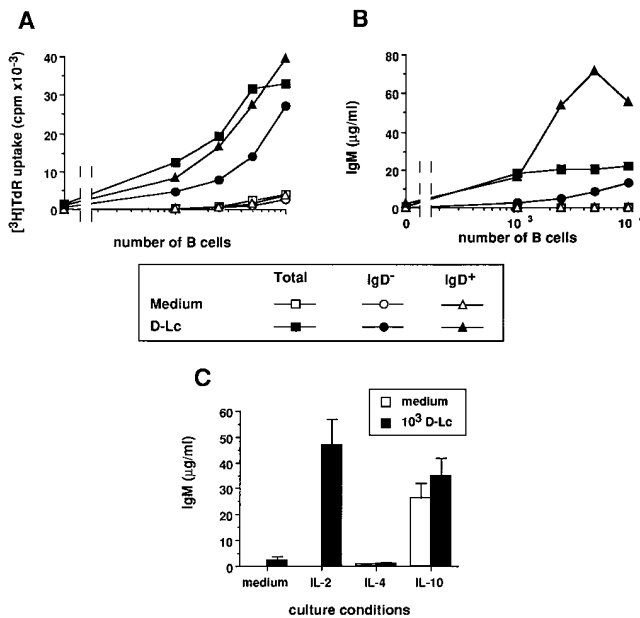 A
B
[³H]TdR uptake (cpm x10⁻³)
40
30
20
10
0
number of B cells
IgM (μg/ml)
80
60
40
20
0
0
10³
10
number of B cells
Total IgD⁻ IgD⁺
Medium
D-Lc
C
medium
10³ D-Lc
IgM (μg/ml)
60
50
40
30
20
10
0
medium IL-2 IL-4 IL-10
culture conditions